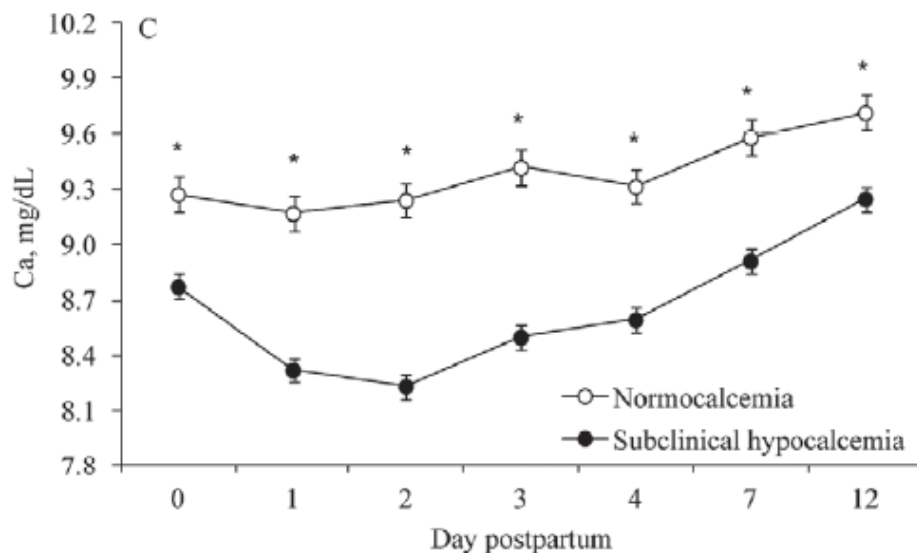 C
Ca, mg/dL
10.2
9.9
9.6
9.3
9.0
8.7
8.4
8.1
7.8
* * * * * * *
Normocalcemia
Subclinical hypocalcemia
0 1 2 3 4 7 12
Day postpartum